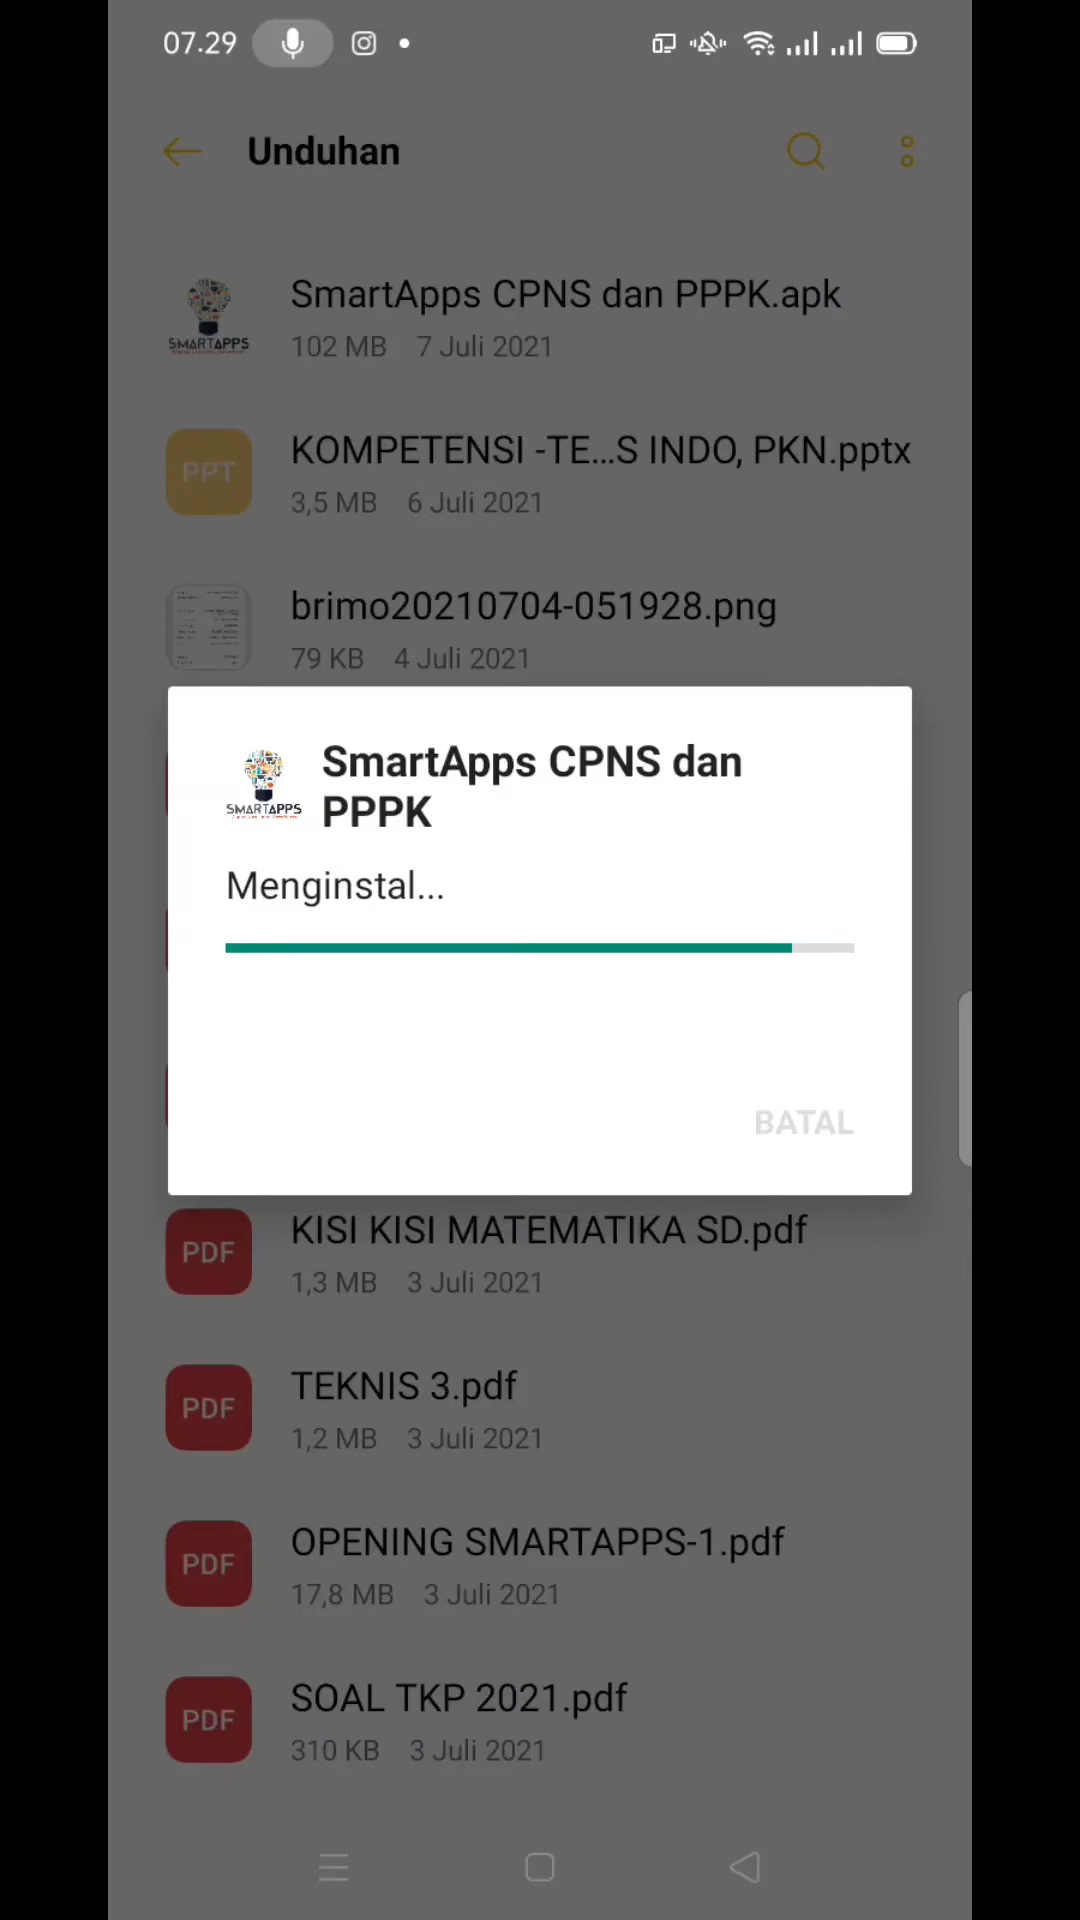 07.29
Unduhan
SmartApps CPNS dan PPPK.apk
102 MB 7 Juli 2021
SMARTAPPS
KOMPETENSI -TE...S INDO, PKN.pptx
PPT
3,5 MB 6 Juli 2021
brimo20210704-051928.png
79 KB 4 Juli 2021
SmartApps CPNS dan
PPPK
SMARTAPPS
Menginstal...
BATAL
KISI KISI MATEMATIKA SD.pdf
PDF
1,3 MB 3 Juli 2021
TEKNIS 3.pdf
PDF
1,2 MB 3 Juli 2021
OPENING SMARTAPPS-1.pdf
PDF
17,8 MB 3 Juli 2021
SOAL TKP 2021.pdf
PDF
310 KB 3 Juli 2021